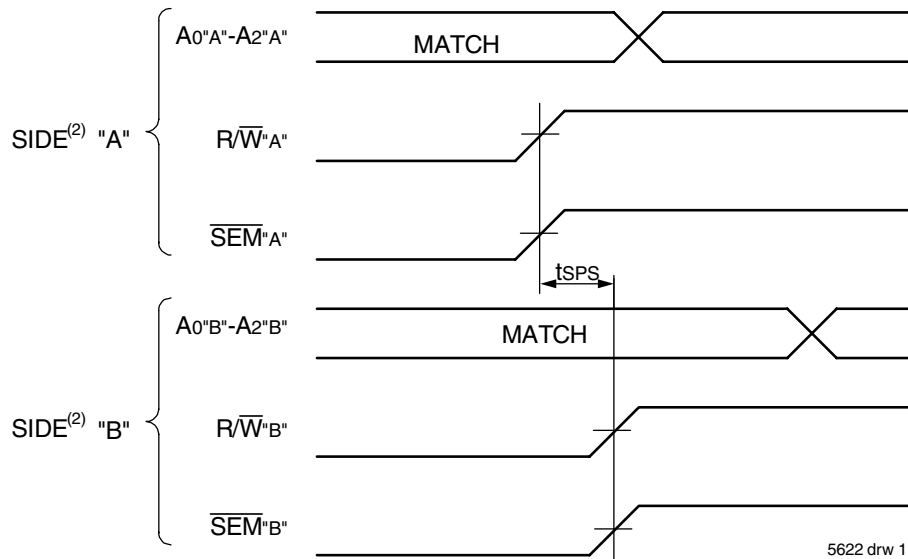 A0"A"-A2"A"
MATCH
SIDE(2) "A"
R/W"A"
SEM"A"
tSPS
A0"B"-A2"B"
MATCH
SIDE(2) "B"
R/W"B"
SEM"B"
5622 drw 1